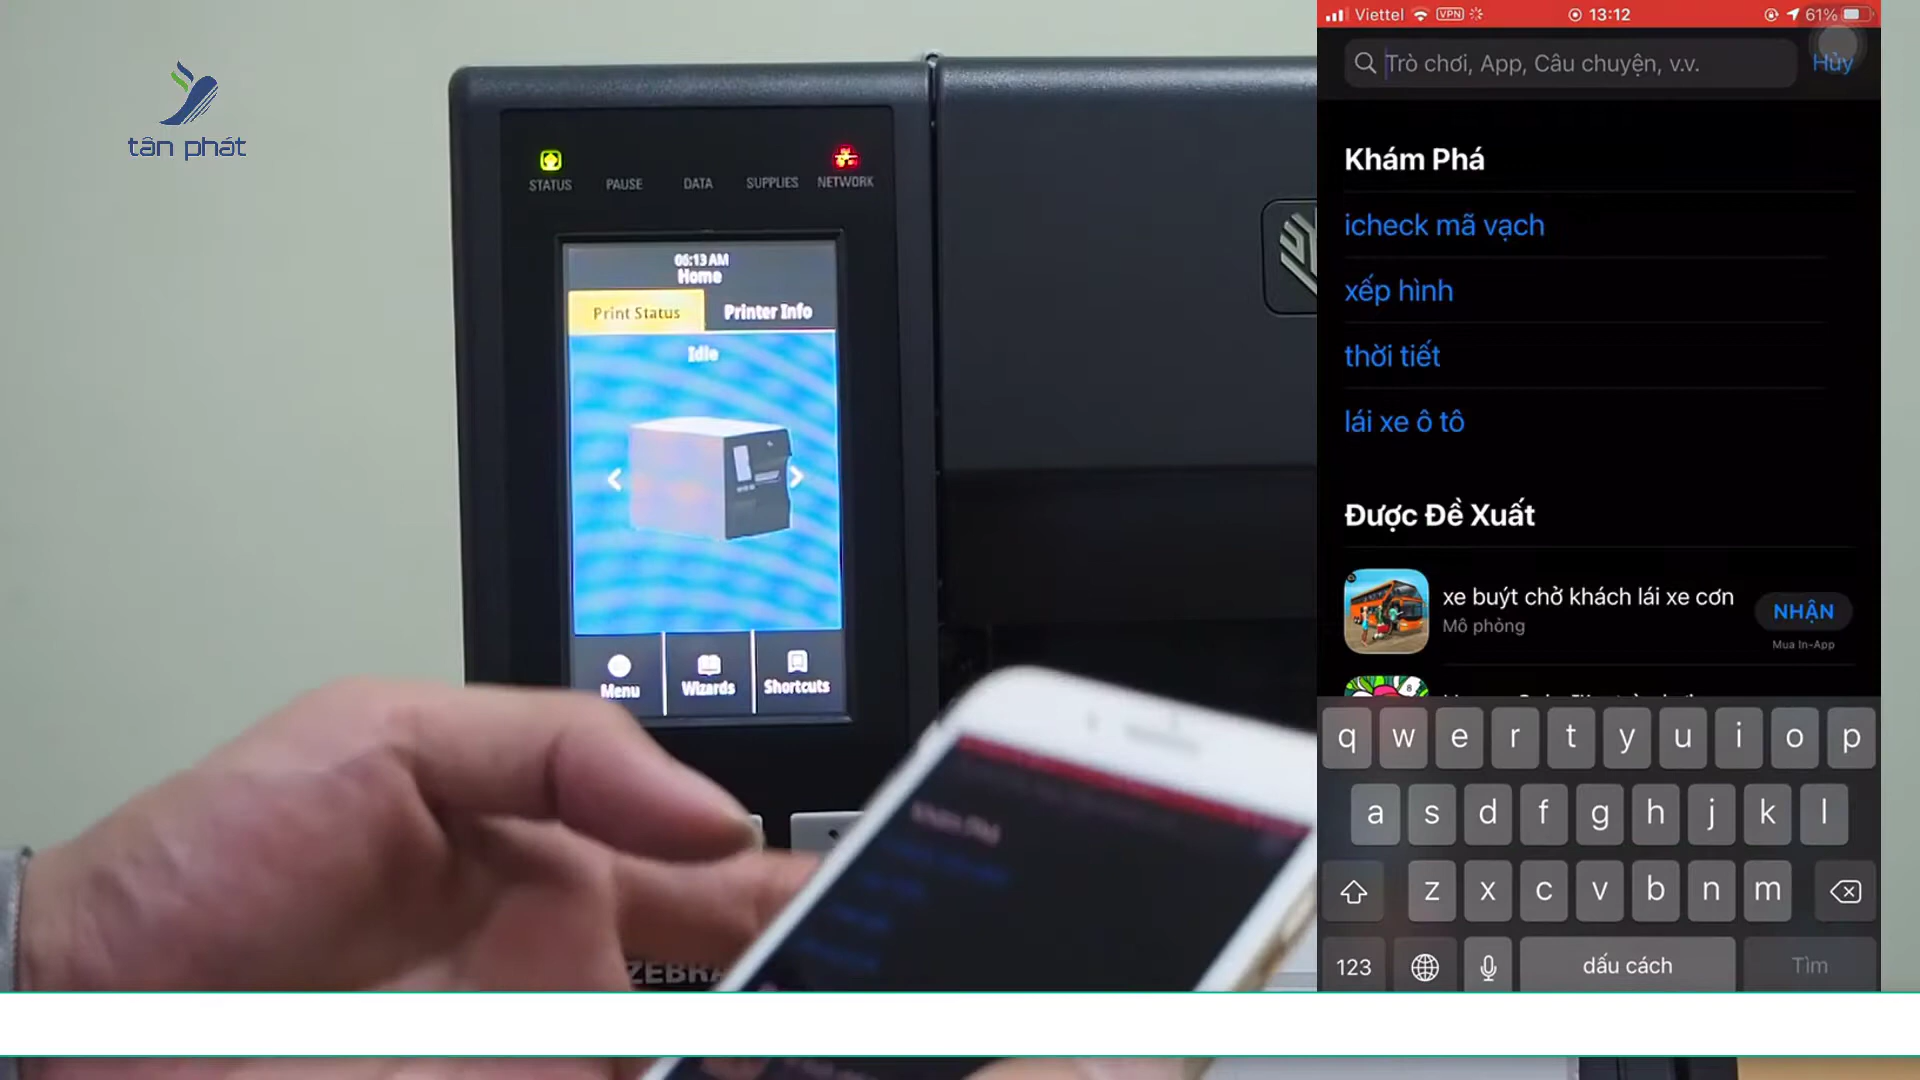 tân phát
STATUS
PAUSE
DATA
SUPPLIES
NETWORK
06:13 AM
Home
Print Status
Printer Info
Idle
Menu
Wizards
Shortcuts
ZEBRA
Viettel
VPN
13:12
61%
Trò chơi, App, Câu chuyện, v.v.
Hủy
Khám Phá
icheck mã vạch
xếp hình
thời tiết
lái xe ô tô
Được Đề Xuất
xe buýt chở khách lái xe cơn
Mô phỏng
NHẬN
Mua In-App
q w e r t y u i o p
a s d f g h j k l
z x c v b n m
123
dấu cách
Tìm